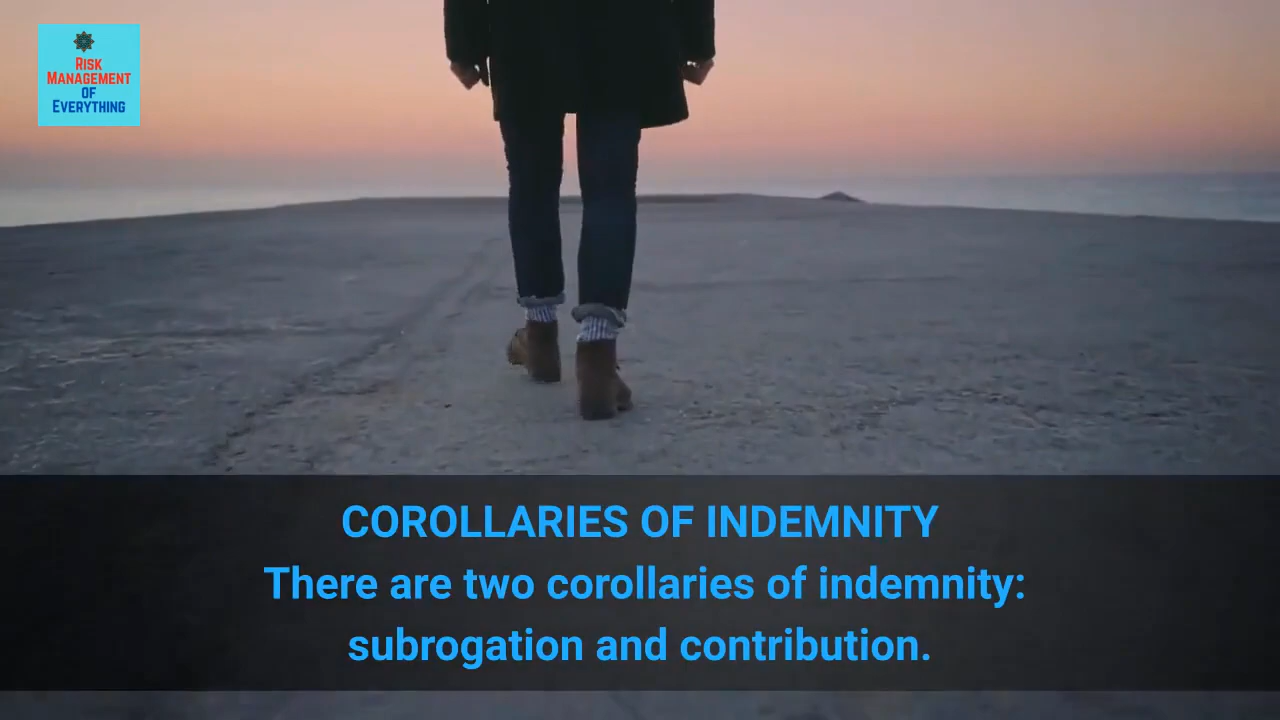 RISK
MANAGEMENT
OF
EVERYTHING
COROLLARIES OF INDEMNITY
There are two corollaries of indemnity:
subrogation and contribution.